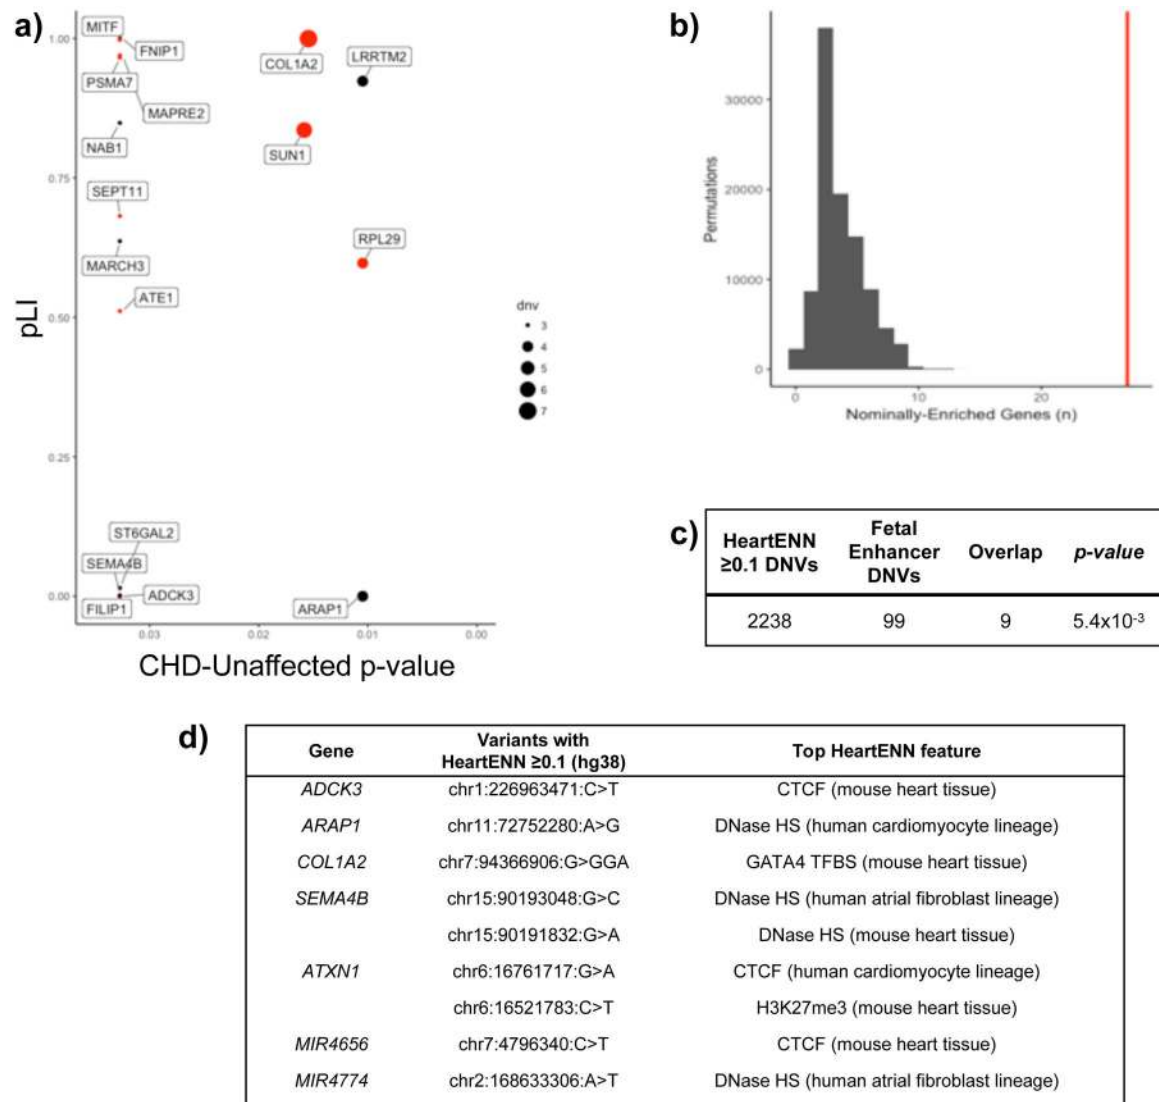 a)
MITF
FNIP1
COL1A2
LRRTM2
PSMA7
MAPRE2
NAB1
SUN1
SEPT11
RPL29
MARCH3
ATE1
ST6GAL2
SEMA4B
ADCK3
FILIP1
ARAP1
1.00
0.75
0.50
0.25
0.00
pLI
0.03 0.02 0.01 0.00
CHD-Unaffected p-value
dnv
3
4
5
6
7
b)
30000
20000
10000
0
Permutations
0 10 20
Nominally-Enriched Genes (n)
c)
HeartENN ≥0.1 DNVs
Fetal Enhancer DNVs
Overlap
p-value
2238 99 9 5.4x10-3
d)
Gene
Variants with
HeartENN ≥0.1 (hg38)
Top HeartENN feature
ADCK3 chr1:226963471:C>T CTCF (mouse heart tissue)
ARAP1 chr11:72752280:A>G DNase HS (human cardiomyocyte lineage)
COL1A2 chr7:94366906:G>GGA GATA4 TFBS (mouse heart tissue)
SEMA4B chr15:90193048:G>C DNase HS (human atrial fibroblast lineage)
chr15:90191832:G>A DNase HS (mouse heart tissue)
ATXN1 chr6:16761717:G>A CTCF (human cardiomyocyte lineage)
chr6:16521783:C>T H3K27me3 (mouse heart tissue)
MIR4656 chr7:4796340:C>T CTCF (mouse heart tissue)
MIR4774 chr2:168633306:A>T DNase HS (human atrial fibroblast lineage)